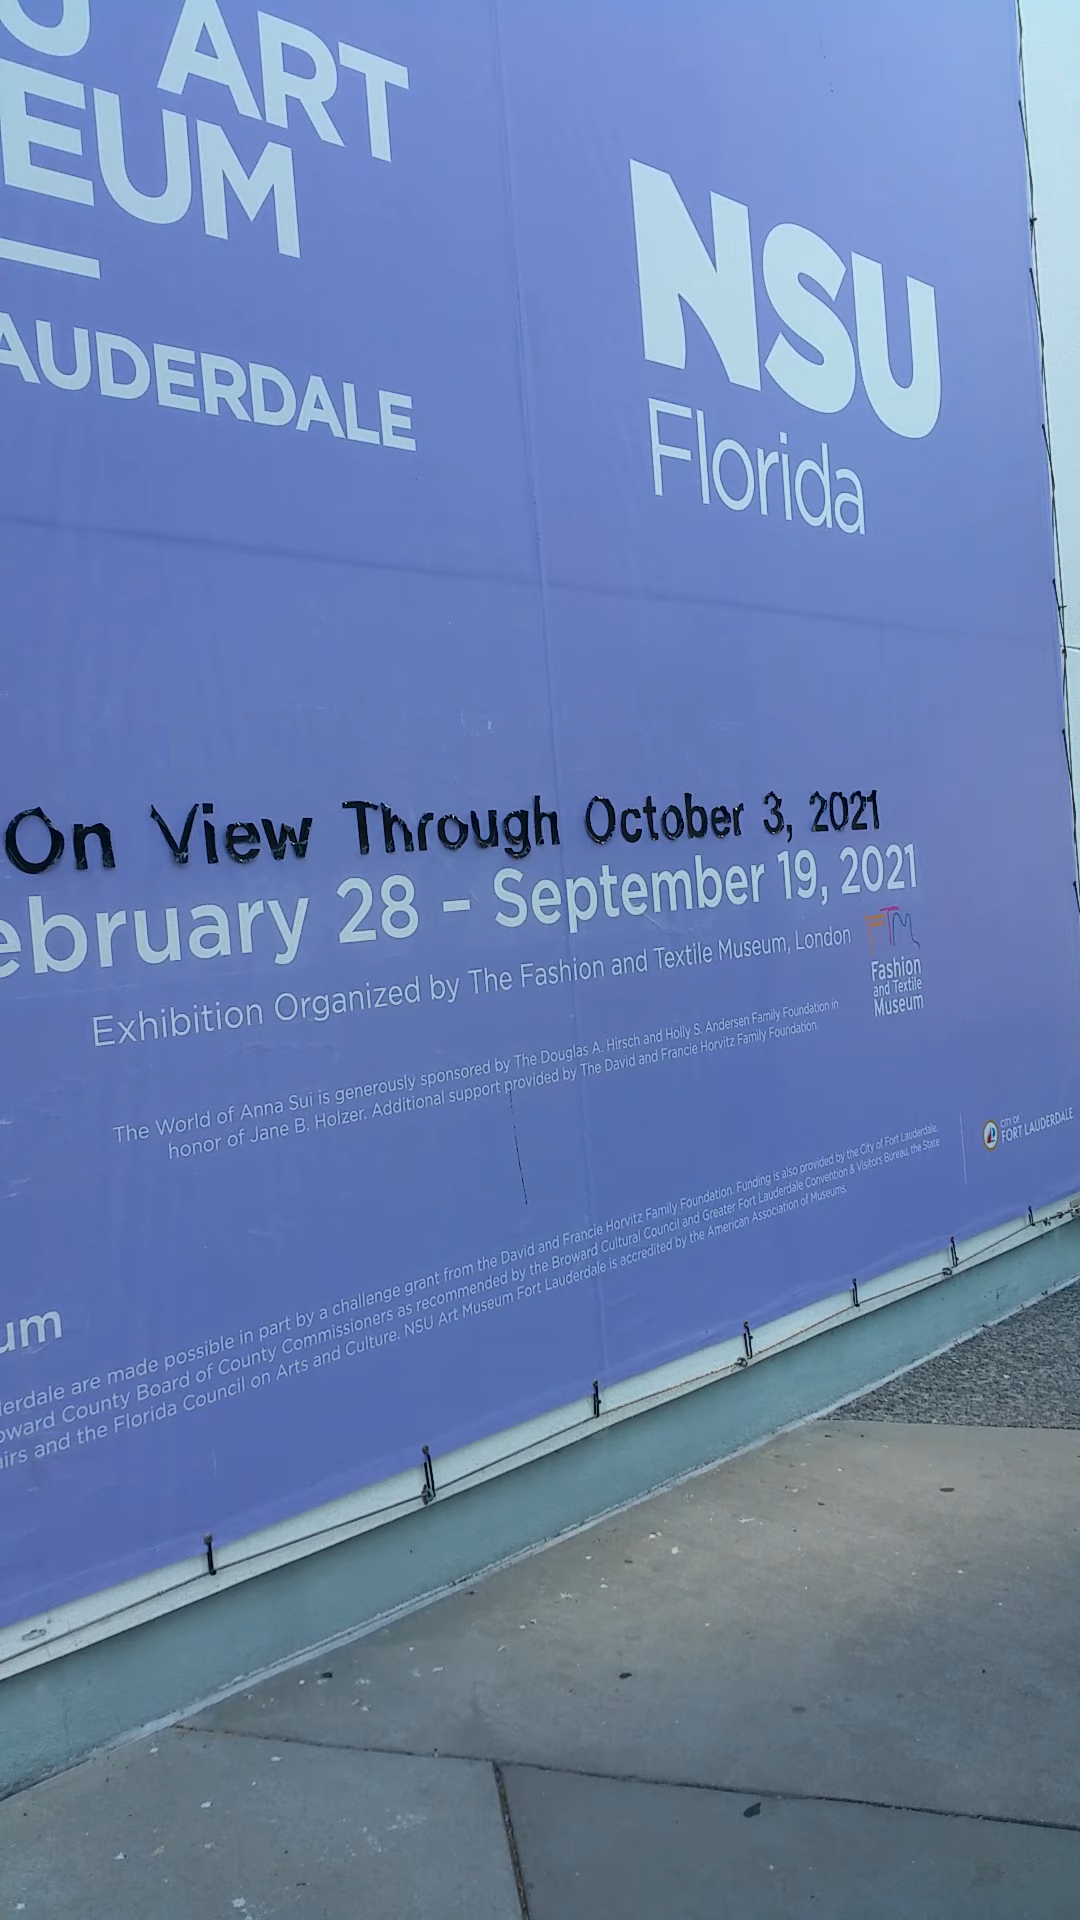 ART
EUM
AUDERDALE
NSU
Florida
On View Through October 3, 2021
ebruary 28 – September 19, 2021
Exhibition Organized by The Fashion and Textile Museum, London
FTM
Fashion
and Textile
Museum
The World of Anna Sui is generously sponsored by The Douglas A. Hirsch and Holly S. Andersen Family Foundation in
honor of Jane B. Holzer. Additional support provided by The David and Francie Horvitz Family Foundation.
CITY OF
FORT LAUDERDALE
um
derdale are made possible in part by a challenge grant from the David and Francie Horvitz Family Foundation. Funding is also provided by the City of Fort Lauderdale,
oward County Board of County Commissioners as recommended by the Broward Cultural Council and Greater Fort Lauderdale Convention & Visitors Bureau, the State
airs and the Florida Council on Arts and Culture. NSU Art Museum Fort Lauderdale is accredited by the American Association of Museums.